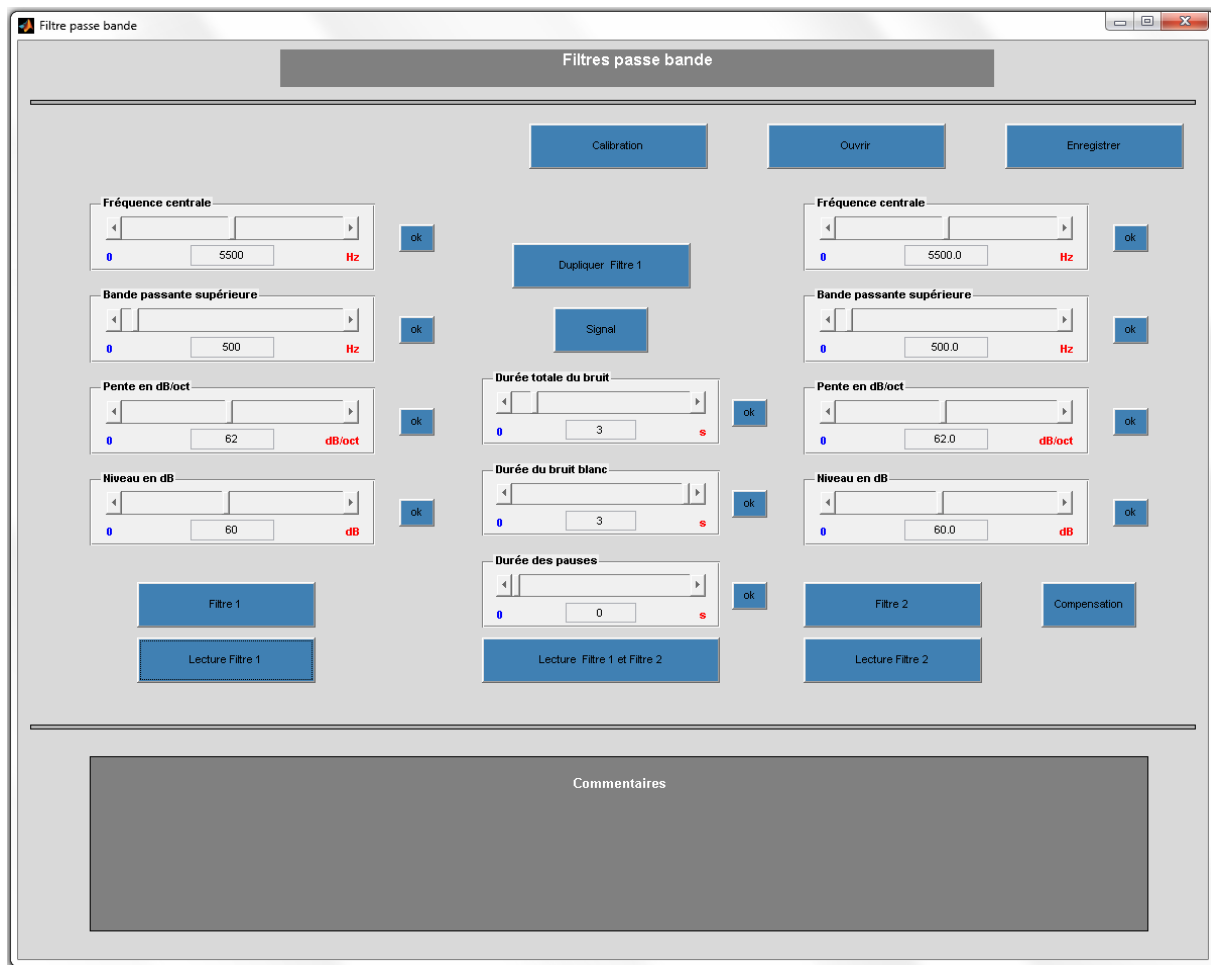 Filtre passe bande
Filtres passe bande
Calibration
Ouvrir
Enregistrer
Fréquence centrale
0
5500
Hz
ok
Bande passante supérieure
0
500
Hz
ok
Pente en dB/oct
0
62
dB/oct
ok
Niveau en dB
0
60
dB
ok
Filtre 1
Lecture Filtre 1
Dupliquer Filtre 1
Signal
Durée totale du bruit
0
3
s
ok
Durée du bruit blanc
0
3
s
ok
Durée des pauses
0
0
s
ok
Lecture Filtre 1 et Filtre 2
Fréquence centrale
0
5500.0
Hz
ok
Bande passante supérieure
0
500.0
Hz
ok
Pente en dB/oct
0
62.0
dB/oct
ok
Niveau en dB
0
60.0
dB
ok
Filtre 2
Compensation
Lecture Filtre 2
Commentaires